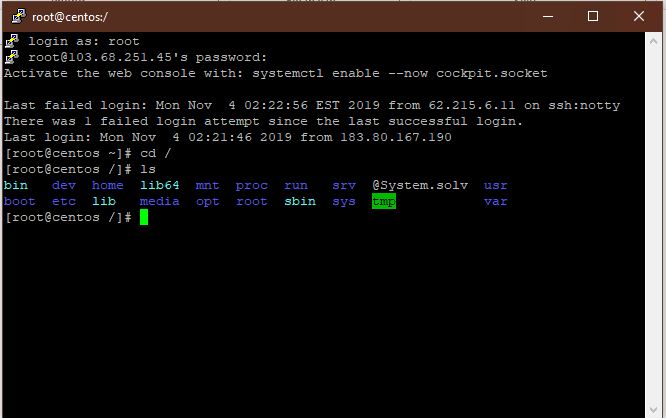 root@centos:/
login as: root
root@103.68.251.45's password:
Activate the web console with: systemctl enable --now cockpit.socket
Last failed login: Mon Nov  4 02:22:56 EST 2019 from 62.215.6.11 on ssh:notty
There was 1 failed login attempt since the last successful login.
Last login: Mon Nov  4 02:21:46 2019 from 183.80.167.190
[root@centos ~]# cd /
[root@centos /]# ls
bin   dev  home  lib64  mnt  proc  run   srv  @System.solv  usr
boot  etc  lib   media  opt  root  sbin  sys  tmp           var
[root@centos /]#